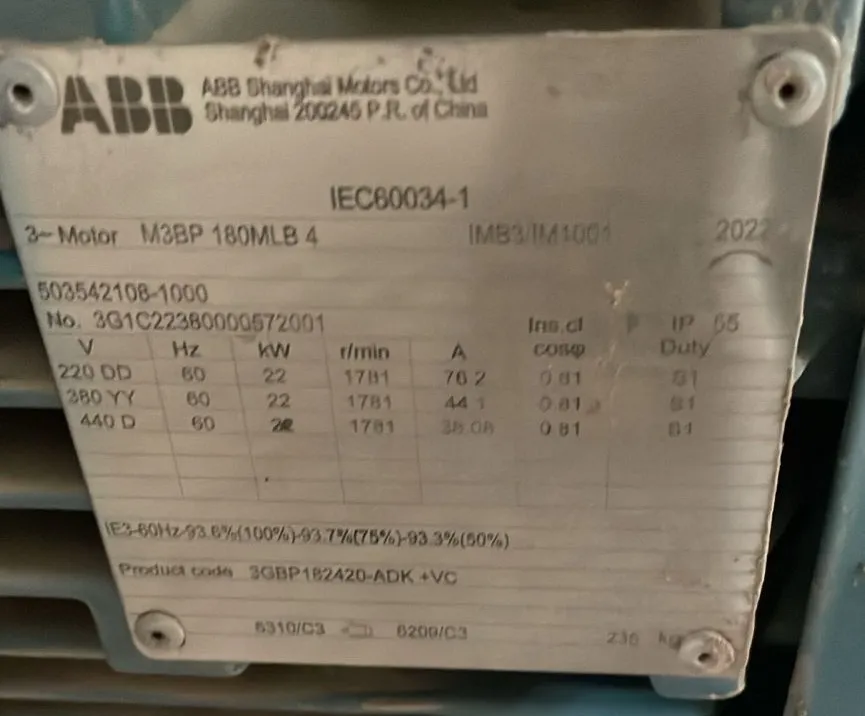 ABB
ABB Shanghai Motors Co., Ltd
Shanghai 200245 P.R. of China
IEC60034-1
3~ Motor M3BP 180MLB 4 IMB3/IM1001
503542108-1000
No. 3G1C22380000572001 Ins.cl F IP 55
V Hz kW r/min A cosφ Duty
220 DD 60 22 1781 76.2 0.81 S1
380 YY 60 22 1781 44.1 0.81 S1
440 D 60 1781 38.08 0.81 S1
IE3-60Hz-93.6%(100%)-93.7%(75%)-93.3%(50%)
Product code 3GBP182420-ADK +VC
6310/C3 6209/C3 kg